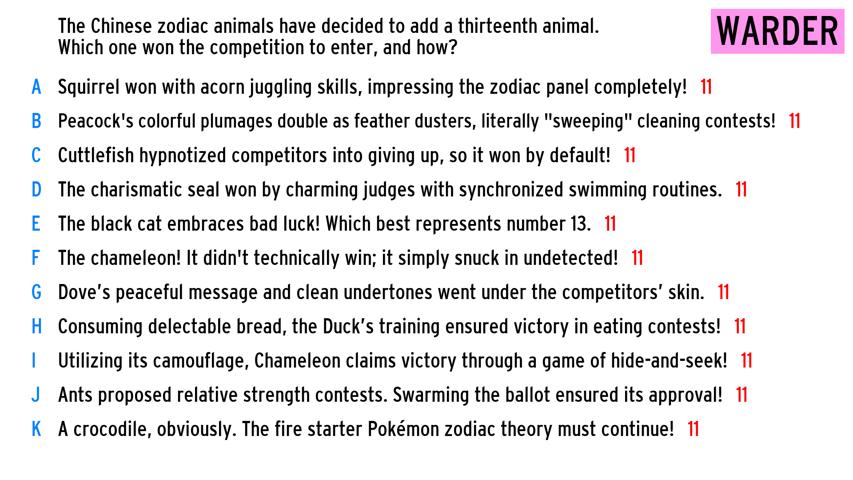 The Chinese zodiac animals have decided to add a thirteenth animal.
Which one won the competition to enter, and how?
WARDER
A Squirrel won with acorn juggling skills, impressing the zodiac panel completely! 11
B Peacock's colorful plumages double as feather dusters, literally "sweeping" cleaning contests! 11
C Cuttlefish hypnotized competitors into giving up, so it won by default! 11
D The charismatic seal won by charming judges with synchronized swimming routines. 11
E The black cat embraces bad luck! Which best represents number 13. 11
F The chameleon! It didn't technically win; it simply snuck in undetected! 11
G Dove’s peaceful message and clean undertones went under the competitors’ skin. 11
H Consuming delectable bread, the Duck’s training ensured victory in eating contests! 11
I Utilizing its camouflage, Chameleon claims victory through a game of hide-and-seek! 11
J Ants proposed relative strength contests. Swarming the ballot ensured its approval! 11
K A crocodile, obviously. The fire starter Pokémon zodiac theory must continue! 11